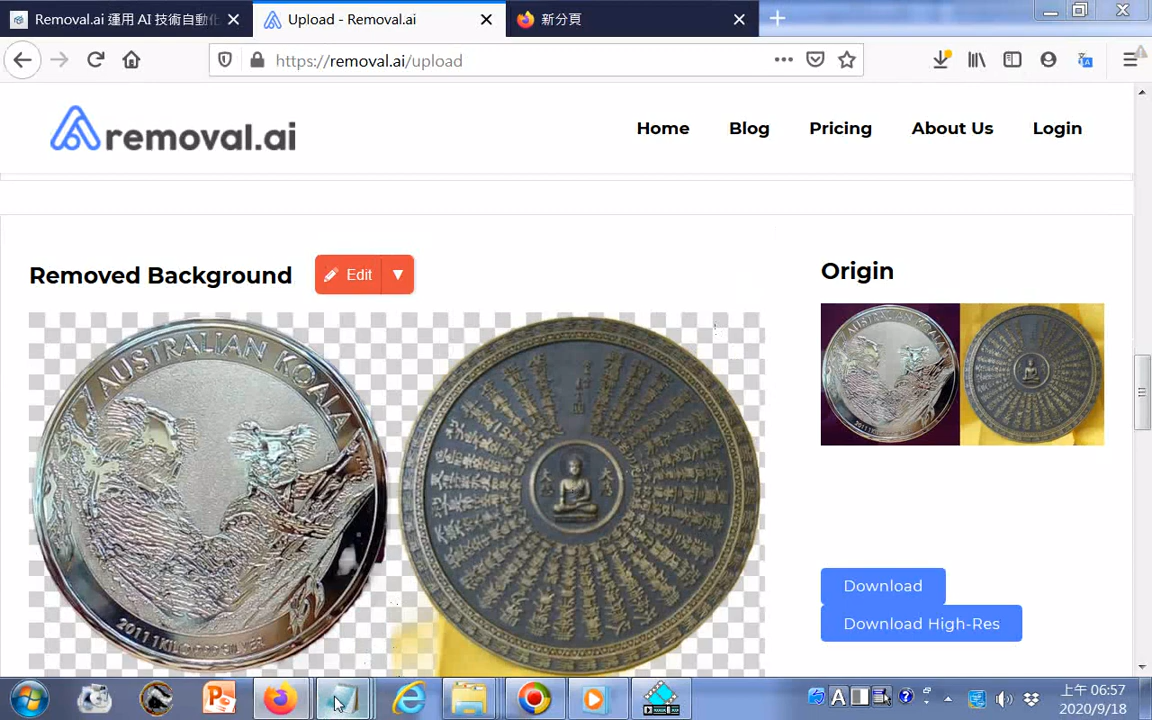 Removal.ai 運用 AI 技術自動化
Upload - Removal.ai
新分頁
https://removal.ai/upload
removal.ai
Home
Blog
Pricing
About Us
Login
Removed Background
Edit
Origin
AUSTRALIAN KOALA
Download
Download High-Res
上午 06:57
2020/9/18